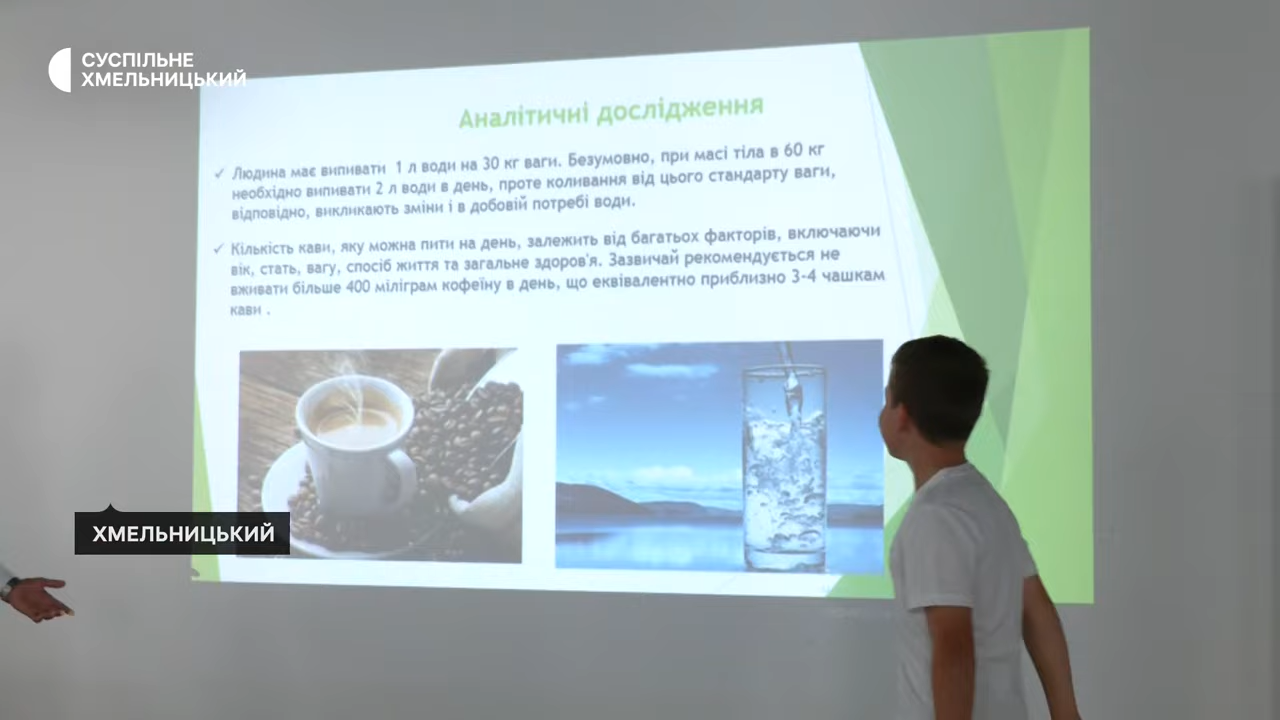 СУСПІЛЬНЕ
ХМЕЛЬНИЦЬКИЙ
Аналітичні дослідження
✓ Людина має випивати 1 л води на 30 кг ваги. Безумовно, при масі тіла в 60 кг
необхідно випивати 2 л води в день, проте коливання від цього стандарту ваги,
відповідно, викликають зміни і в добовій потребі води.
✓ Кількість кави, яку можна пити на день, залежить від багатьох факторів, включаючи
вік, стать, вагу, спосіб життя та загальне здоров'я. Зазвичай рекомендується не
вживати більше 400 міліграм кофеїну в день, що еквівалентно приблизно 3-4 чашкам
кави .
ХМЕЛЬНИЦЬКИЙ